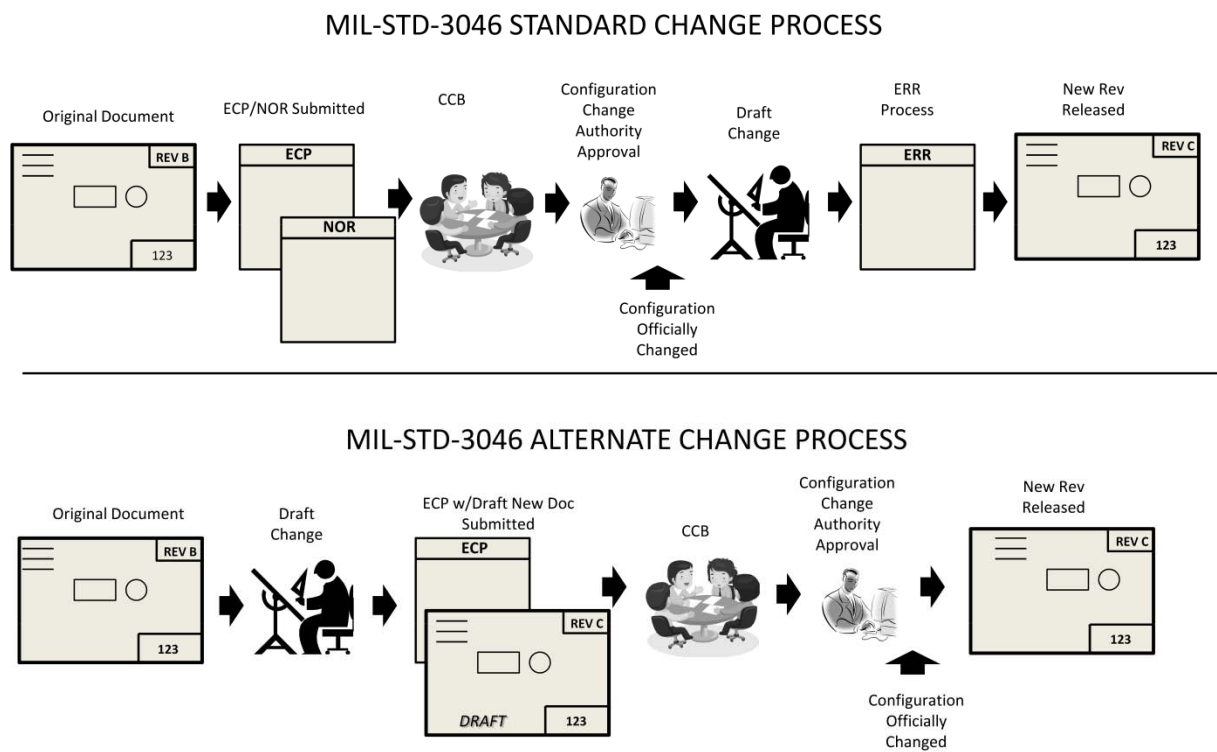 MIL-STD-3046 STANDARD CHANGE PROCESS
Original Document
REV B
123
ECP/NOR Submitted
ECP
NOR
CCB
Configuration
Change
Authority
Approval
Configuration
Officially
Changed
Draft
Change
ERR
Process
ERR
New Rev
Released
REV C
123
MIL-STD-3046 ALTERNATE CHANGE PROCESS
Original Document
REV B
123
Draft
Change
ECP w/Draft New Doc
Submitted
ECP
REV C
DRAFT
123
CCB
Configuration
Change
Authority
Approval
Configuration
Officially
Changed
New Rev
Released
REV C
123